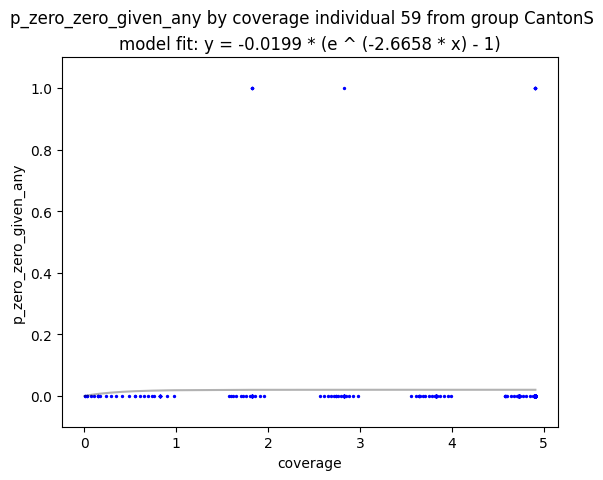 p_zero_zero_given_any by coverage individual 59 from group CantonS
model fit: y = -0.0199 * (e ^ (-2.6658 * x) - 1)
1.0
0.8
0.6
0.4
0.2
0.0
p_zero_zero_given_any
0 1 2 3 4 5
coverage